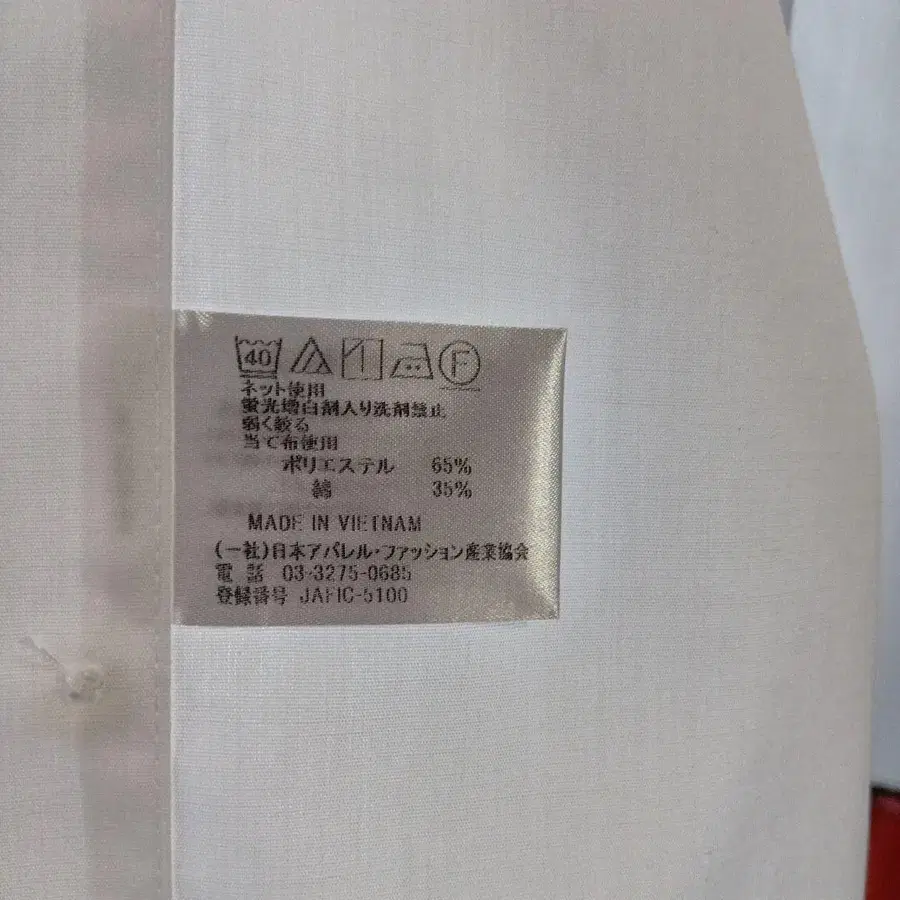 40 F
ネット使用
蛍光増白剤入り洗剤禁止
弱く絞る
当て布使用
ポリエステル 65%
綿 35%
MADE IN VIETNAM
(一社)日本アパレル・ファッション産業協会
電話 03-3275-0685
登録番号 JAFIC-5100